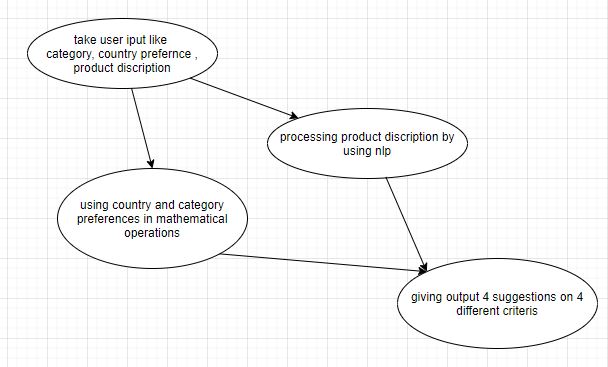 take user iput like
category, country prefernce ,
product discription
processing product discription by
using nlp
using country and category
preferences in mathematical
operations
giving output 4 suggestions on 4
different criteris